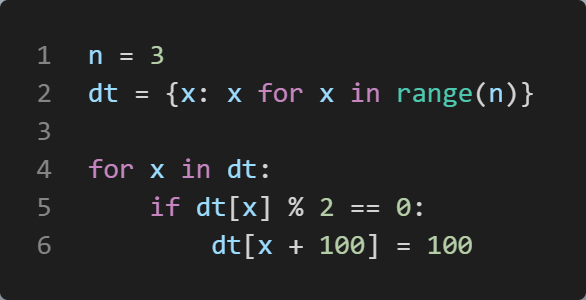 1 n = 3
2 dt = {x: x for x in range(n)}
3
4 for x in dt:
5     if dt[x] % 2 == 0:
6         dt[x + 100] = 100